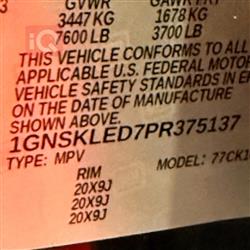 GVWR GAWR FRT
3447 KG 1678 KG
7600 LB 3700 LB
THIS VEHICLE CONFORMS TO ALL
APPLICABLE U.S. FEDERAL MOTOR
VEHICLE SAFETY STANDARDS IN E
ON THE DATE OF MANUFACTURE
SHOWN ABOVE.
1GNSKLED7PR375137
TYPE: MPV MODEL: 77CK1
RIM
20X9J
20X9J
20X9J